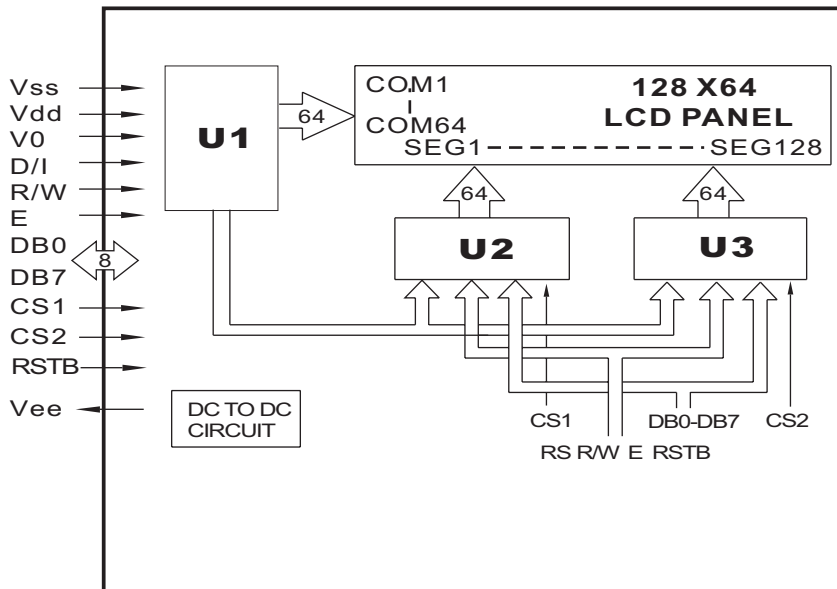 Vss
Vdd
V0
D/I
R/W
E
DB0
8
DB7
CS1
CS2
RSTB
Vee
U1
64
COM1
COM64
128 X64
LCD PANEL
SEG1
SEG128
64
64
U2
U3
DC TO DC
CIRCUIT
CS1
DB0-DB7
CS2
RS R/W E RSTB